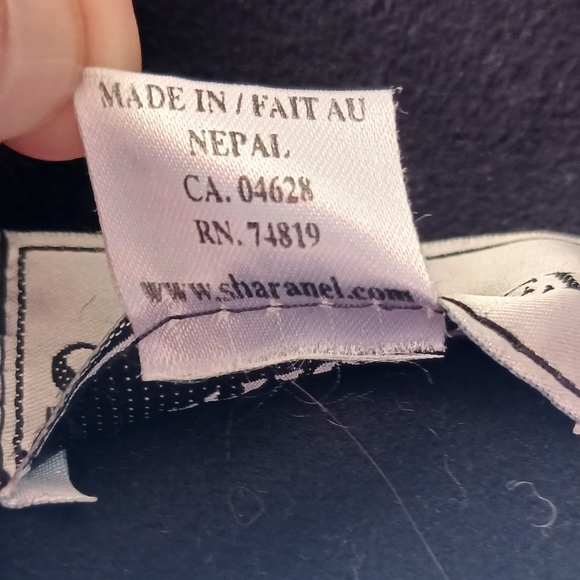 MADE IN / FAIT AU
NEPAL
CA. 04628
RN. 74819
www.sharanel.com